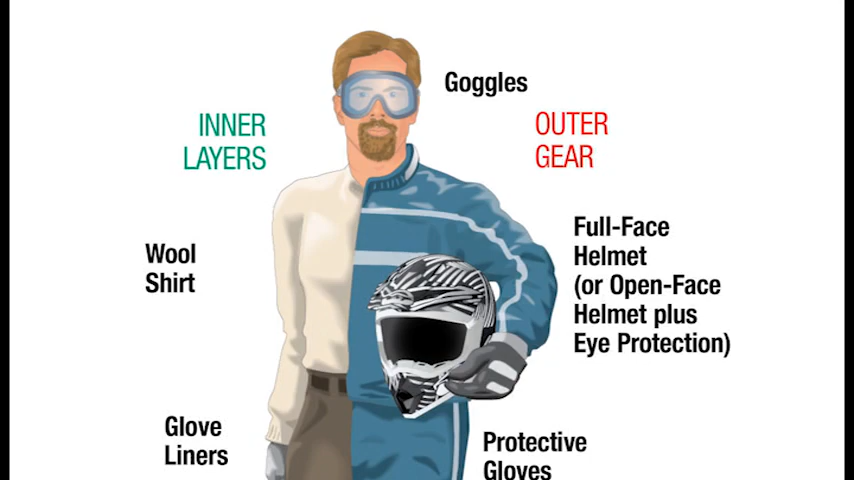 Goggles
INNER
LAYERS
OUTER
GEAR
Wool
Shirt
Full-Face
Helmet
(or Open-Face
Helmet plus
Eye Protection)
Glove
Liners
Protective
Gloves